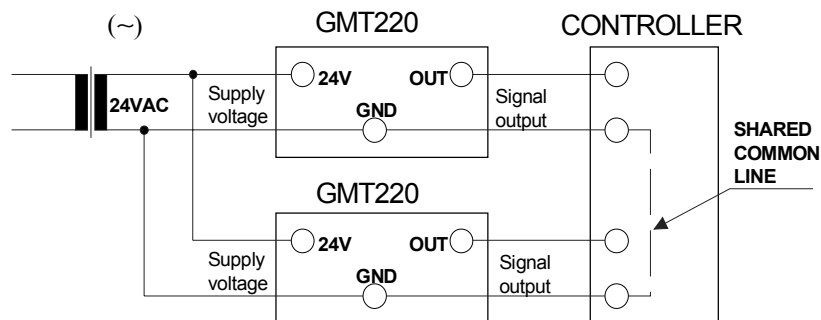 (~)
GMT220
CONTROLLER
24VAC
Supply
voltage
24V
OUT
GND
Signal
output
SHARED
COMMON
LINE
GMT220
Supply
voltage
24V
OUT
GND
Signal
output